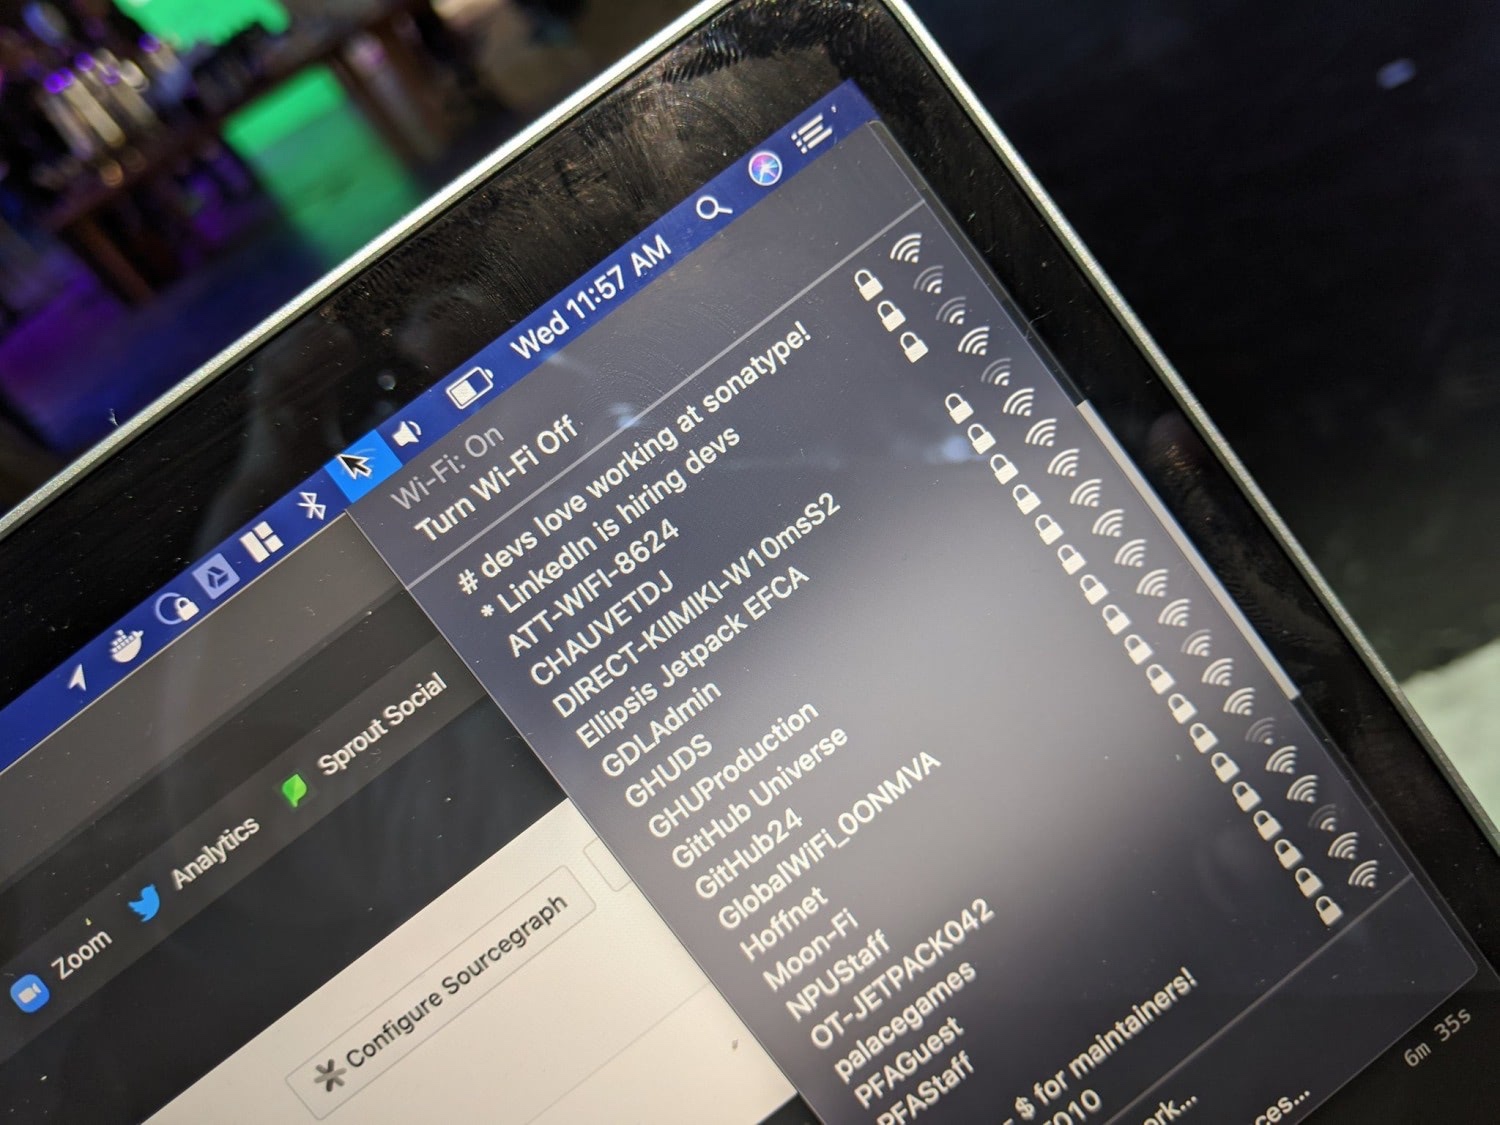 Wed 11:57 AM
Wi-Fi: On
Turn Wi-Fi Off
# devs love working at sonatype!
* LinkedIn is hiring devs
ATT-WIFI-8624
CHAUVETDJ
DIRECT-KIIMIKI-W10msS2
Ellipsis Jetpack EFCA
GDLAdmin
GHUDS
GHUProduction
GitHub Universe
GitHub24
GlobalWiFi_0ONMVA
Hoffnet
Moon-Fi
NPUStaff
OT-JETPACK042
palacegames
PFAGuest
PFAStaff
$ for maintainers!
Zoom
Analytics
Sprout Social
Configure Sourcegraph
6m 35s